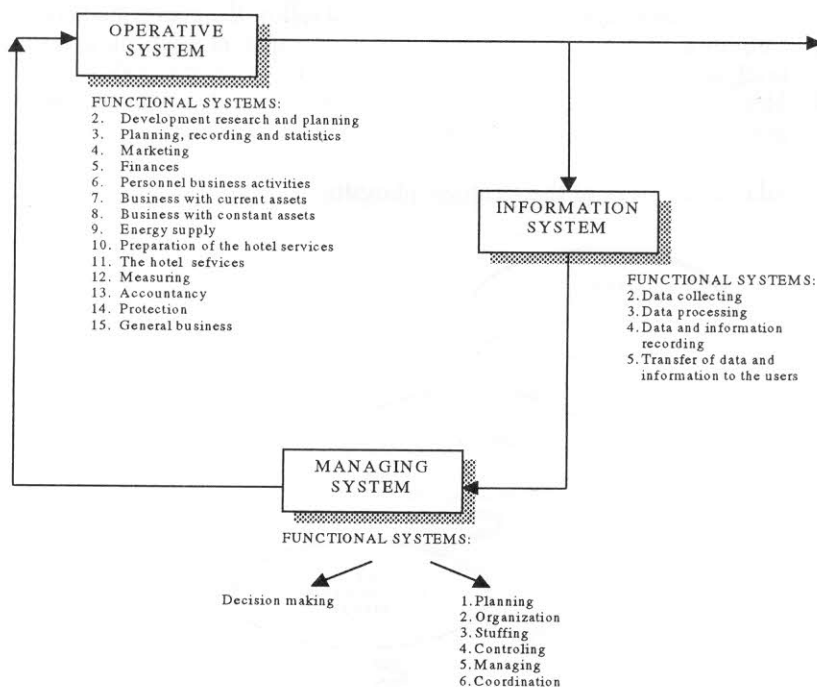 OPERATIVE
SYSTEM
FUNCTIONAL SYSTEMS:
2. Development research and planning
3. Planning, recording and statistics
4. Marketing
5. Finances
6. Personnel business activities
7. Business with current assets
8. Business with constant assets
9. Energy supply
10. Preparation of the hotel services
11. The hotel sefvices
12. Measuring
13. Accountancy
14. Protection
15. General business
INFORMATION
SYSTEM
FUNCTIONAL SYSTEMS:
2. Data collecting
3. Data processing
4. Data and information
recording
5. Transfer of data and
information to the users
MANAGING
SYSTEM
FUNCTIONAL SYSTEMS:
Decision making
1. Planning
2. Organization
3. Stuffing
4. Controling
5. Managing
6. Coordination